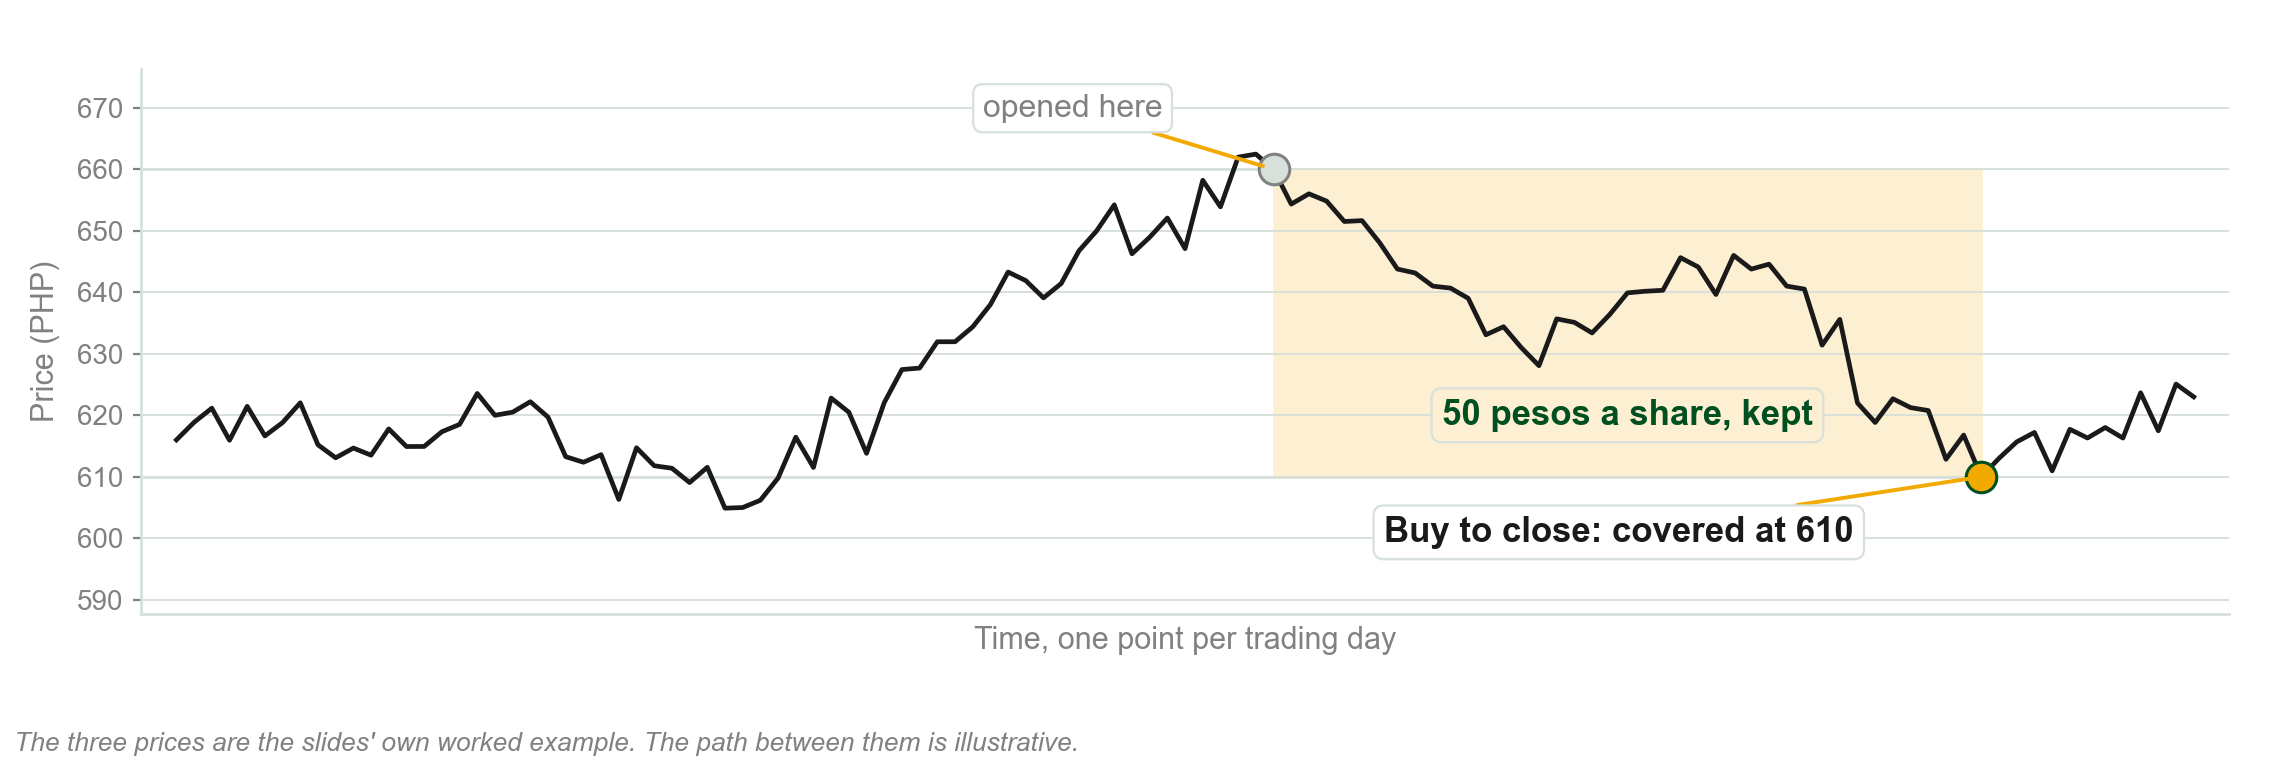 opened here
670
660
650
640
630
620
610
600
590
Price (PHP)
50 pesos a share, kept
Buy to close: covered at 610
Time, one point per trading day
The three prices are the slides' own worked example. The path between them is illustrative.